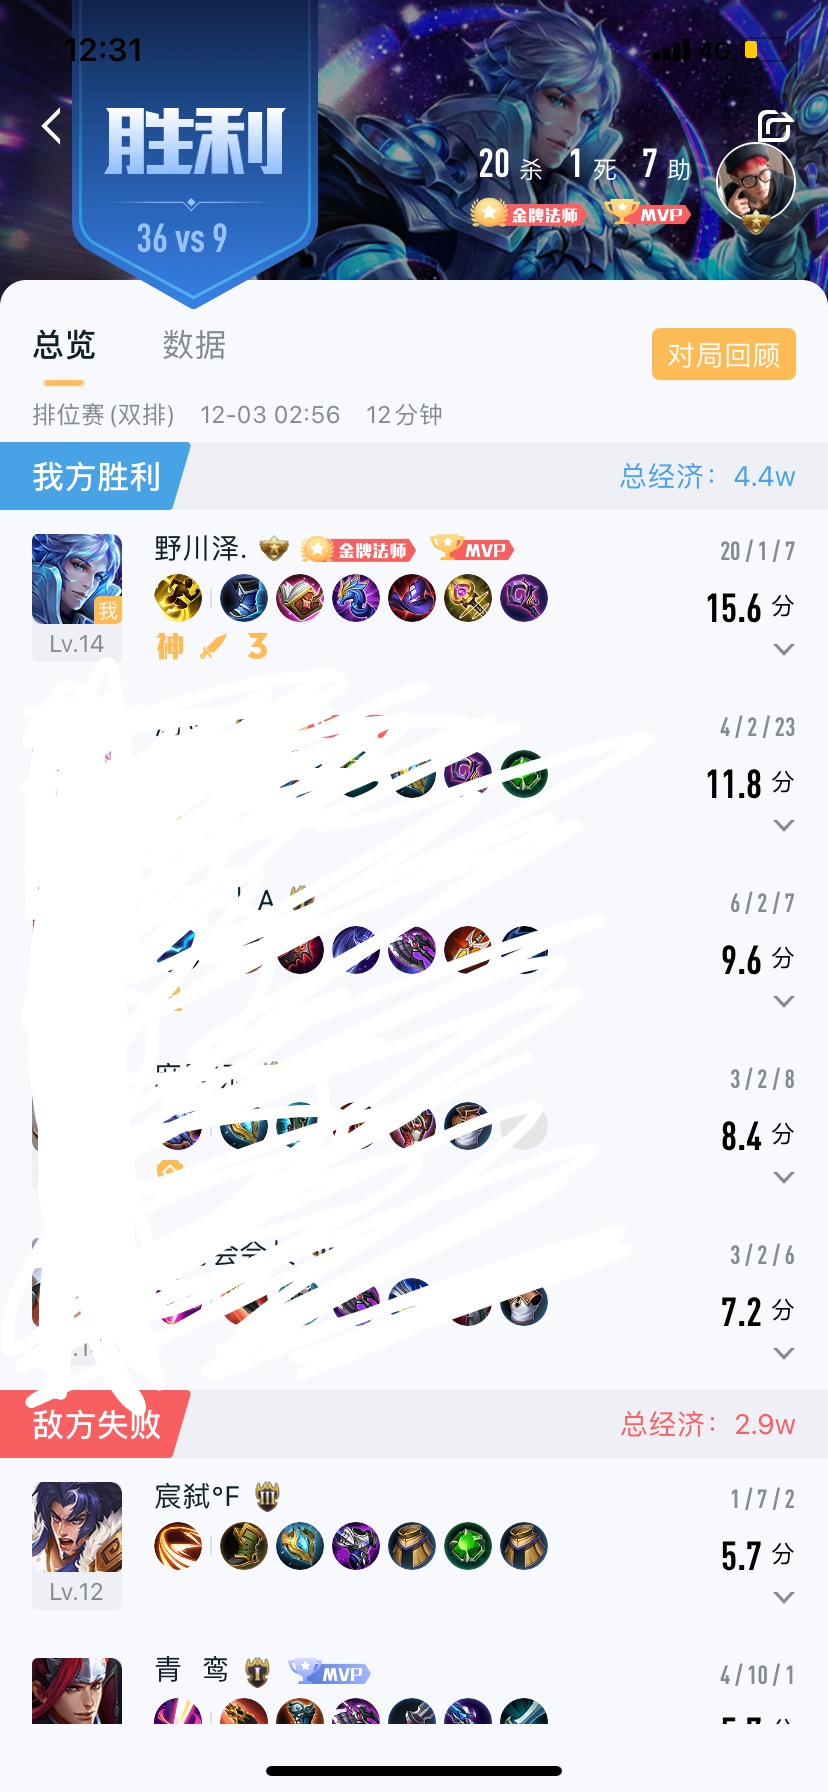 12:31
4G
胜利
36 vs 9
20 杀 1 死 7 助
金牌法师 MVP
总览 数据
对局回顾
排位赛 (双排) 12-03 02:56 12分钟
我方胜利 总经济: 4.4w
野川泽. 金牌法师 MVP
20/1/7
我
15.6 分
Lv.14
神 3
4/2/23
11.8 分
A
6/2/7
9.6 分
3/2/8
8.4 分
3/2/6
7.2 分
敌方失败 总经济: 2.9w
宸弑°F III
1/7/2
5.7 分
Lv.12
青 鸾 I MVP
4/10/1